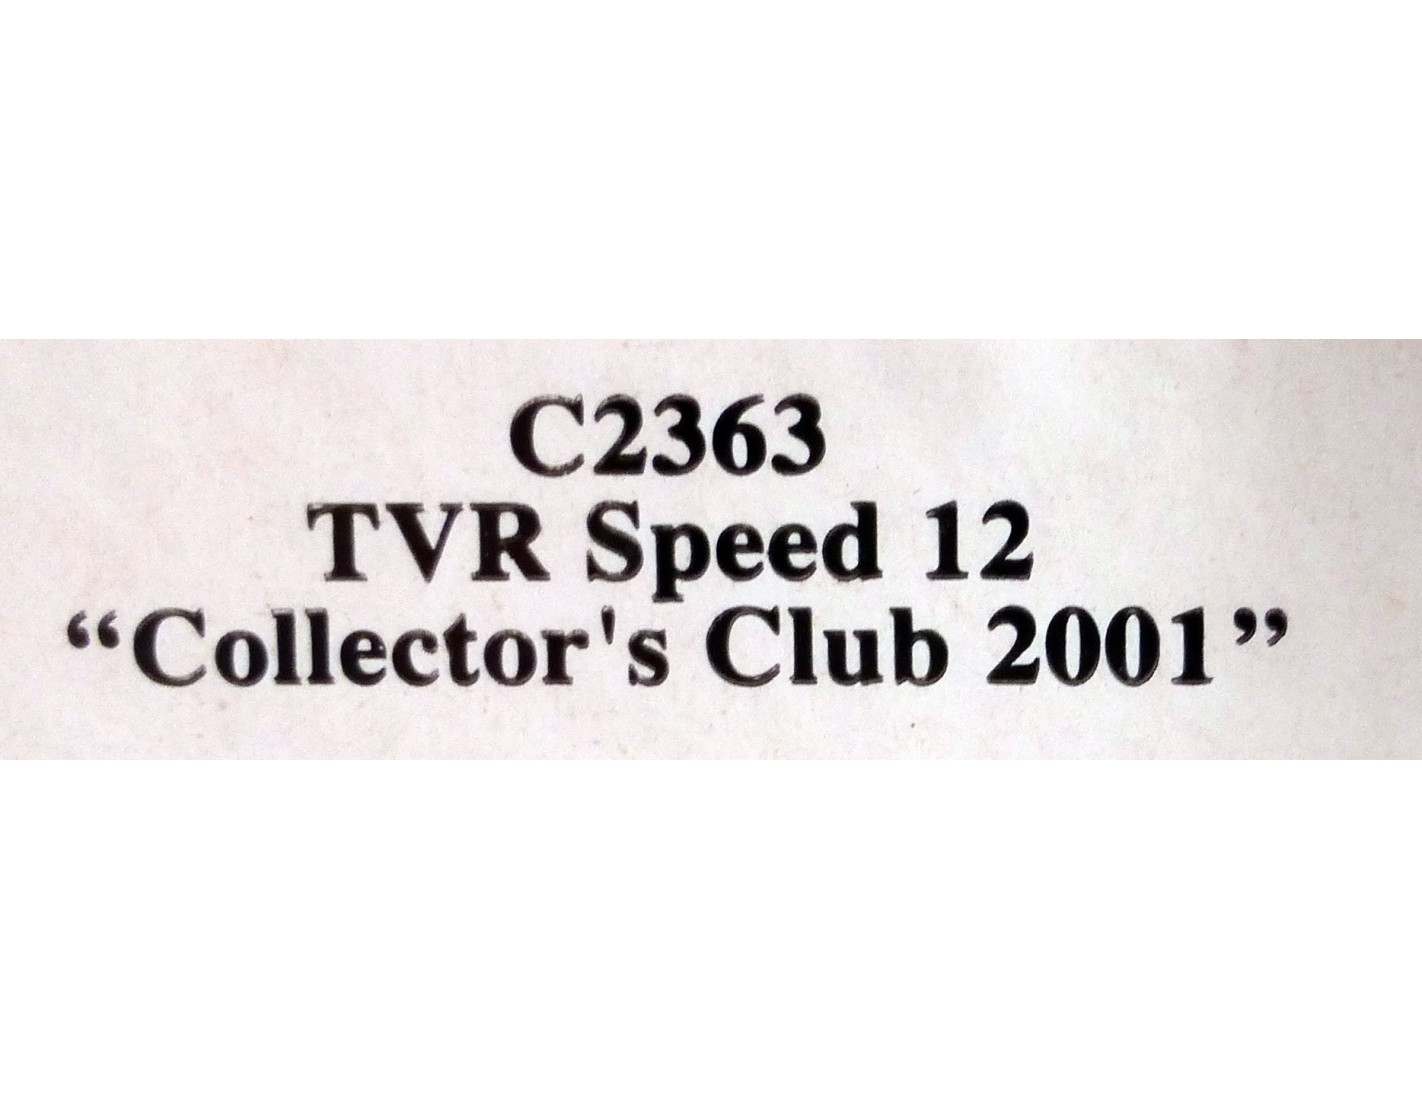 C2363
TVR Speed 12
“Collector's Club 2001”